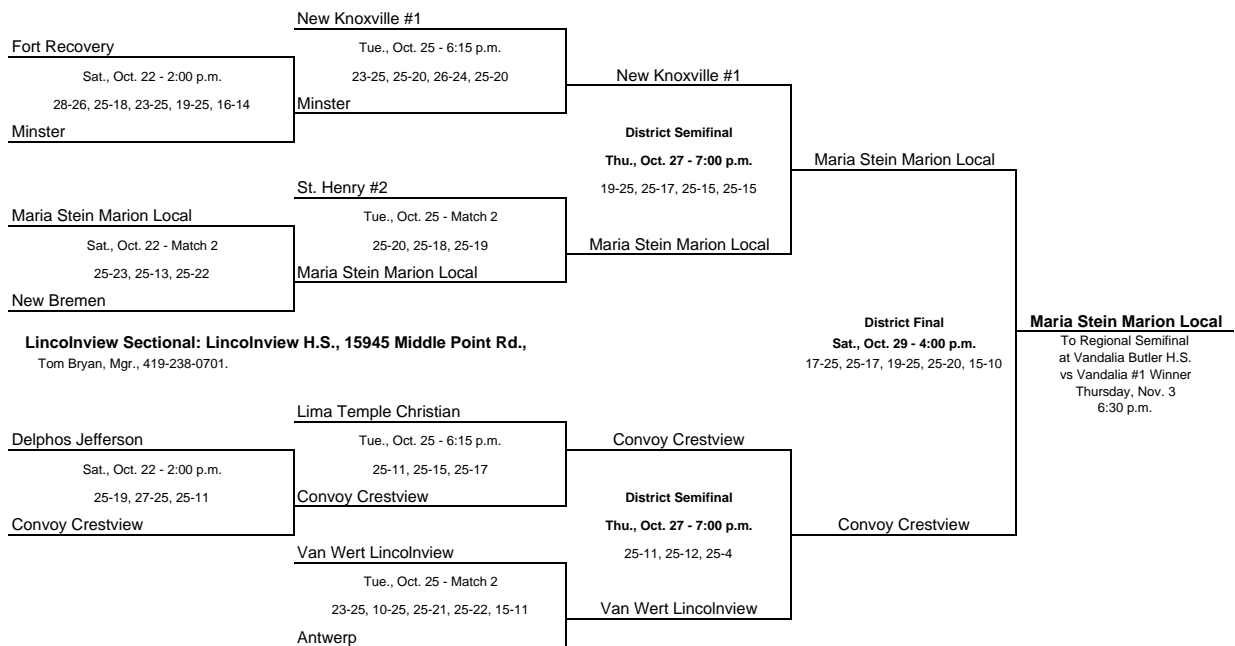 New Knoxville #1
Fort Recovery
Tue., Oct. 25 - 6:15 p.m.
Sat., Oct. 22 - 2:00 p.m.
23-25, 25-20, 26-24, 25-20
New Knoxville #1
28-26, 25-18, 23-25, 19-25, 16-14
Minster
Minster
District Semifinal
Thu., Oct. 27 - 7:00 p.m.
Maria Stein Marion Local
St. Henry #2
19-25, 25-17, 25-15, 25-15
Maria Stein Marion Local
Tue., Oct. 25 - Match 2
Sat., Oct. 22 - Match 2
25-20, 25-18, 25-19
Maria Stein Marion Local
25-23, 25-13, 25-22
Maria Stein Marion Local
New Bremen
District Final
Maria Stein Marion Local
Lincolnview Sectional: Lincolnview H.S., 15945 Middle Point Rd.,
Sat., Oct. 29 - 4:00 p.m.
To Regional Semifinal
Tom Bryan, Mgr., 419-238-0701.
17-25, 25-17, 19-25, 25-20, 15-10
at Vandalia Butler H.S.
vs Vandalia #1 Winner
Thursday, Nov. 3
6:30 p.m.
Lima Temple Christian
Delphos Jefferson
Tue., Oct. 25 - 6:15 p.m.
Convoy Crestview
Sat., Oct. 22 - 2:00 p.m.
25-11, 25-15, 25-17
25-19, 27-25, 25-11
Convoy Crestview
District Semifinal
Convoy Crestview
Thu., Oct. 27 - 7:00 p.m.
Convoy Crestview
Van Wert Lincolnview
25-11, 25-12, 25-4
Tue., Oct. 25 - Match 2
23-25, 10-25, 25-21, 25-22, 15-11
Van Wert Lincolnview
Antwerp